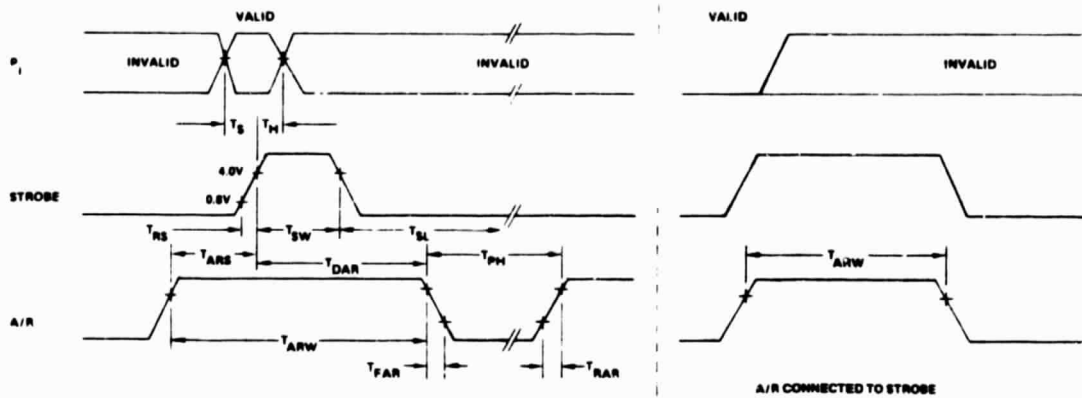 VALID
VALID
P_I
INVALID
INVALID
INVALID
T_S
T_H
4.0V
0.8V
STROBE
T_RS
T_SW
T_SL
T_ARS
T_DAR
T_PH
T_ARW
A/R
T_ARW
T_FAR
T_RAR
A/R CONNECTED TO STROBE